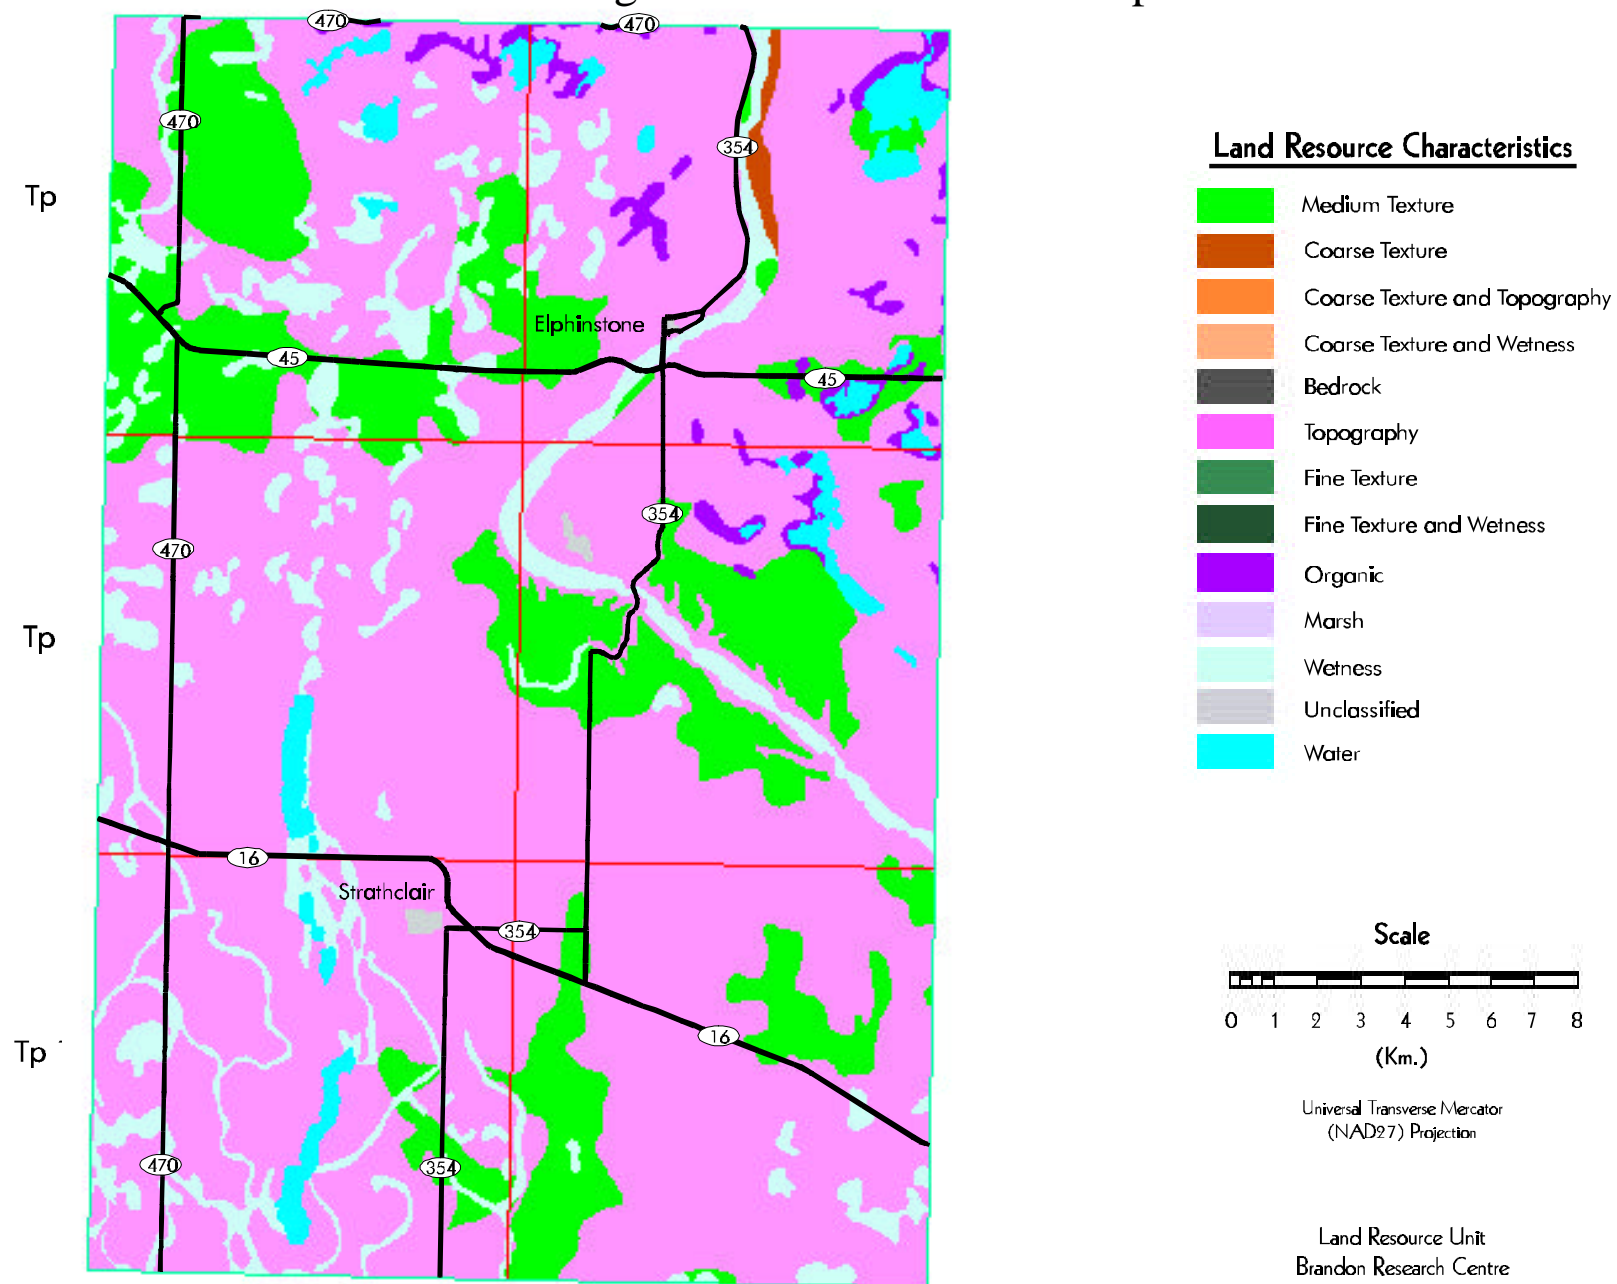 470
470
470
354
Tp
Elphinstone
45
45
354
470
Tp
16
Strathclair
354
16
Tp
470
354
Land Resource Characteristics
Medium Texture
Coarse Texture
Coarse Texture and Topography
Coarse Texture and Wetness
Bedrock
Topography
Fine Texture
Fine Texture and Wetness
Organic
Marsh
Wetness
Unclassified
Water
Scale
0 1 2 3 4 5 6 7 8
(Km.)
Universal Transverse Mercator
(NAD27) Projection
Land Resource Unit
Brandon Research Centre